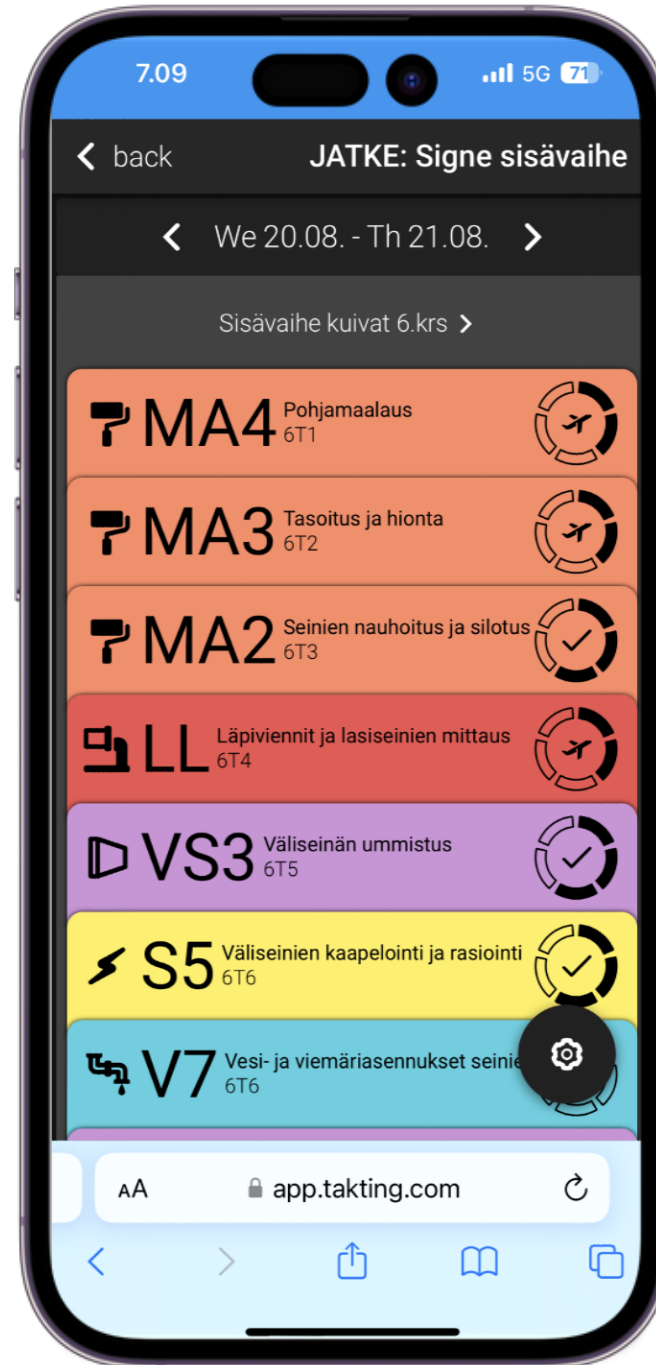 7.09
5G 71
back
JATKE: Signe sisävaihe
We 20.08. - Th 21.08.
Sisävaihe kuivat 6.krs
MA4 Pohjamaalaus
6T1
MA3 Tasoitus ja hionta
6T2
MA2 Seinien nauhoitus ja silotus
6T3
LL Läpiviennit ja lasiseinien mittaus
6T4
VS3 Väliseinän ummistus
6T5
S5 Väliseinien kaapelointi ja rasiointi
6T6
V7 Vesi- ja viemäriasennukset seinie
6T6
AA app.takting.com